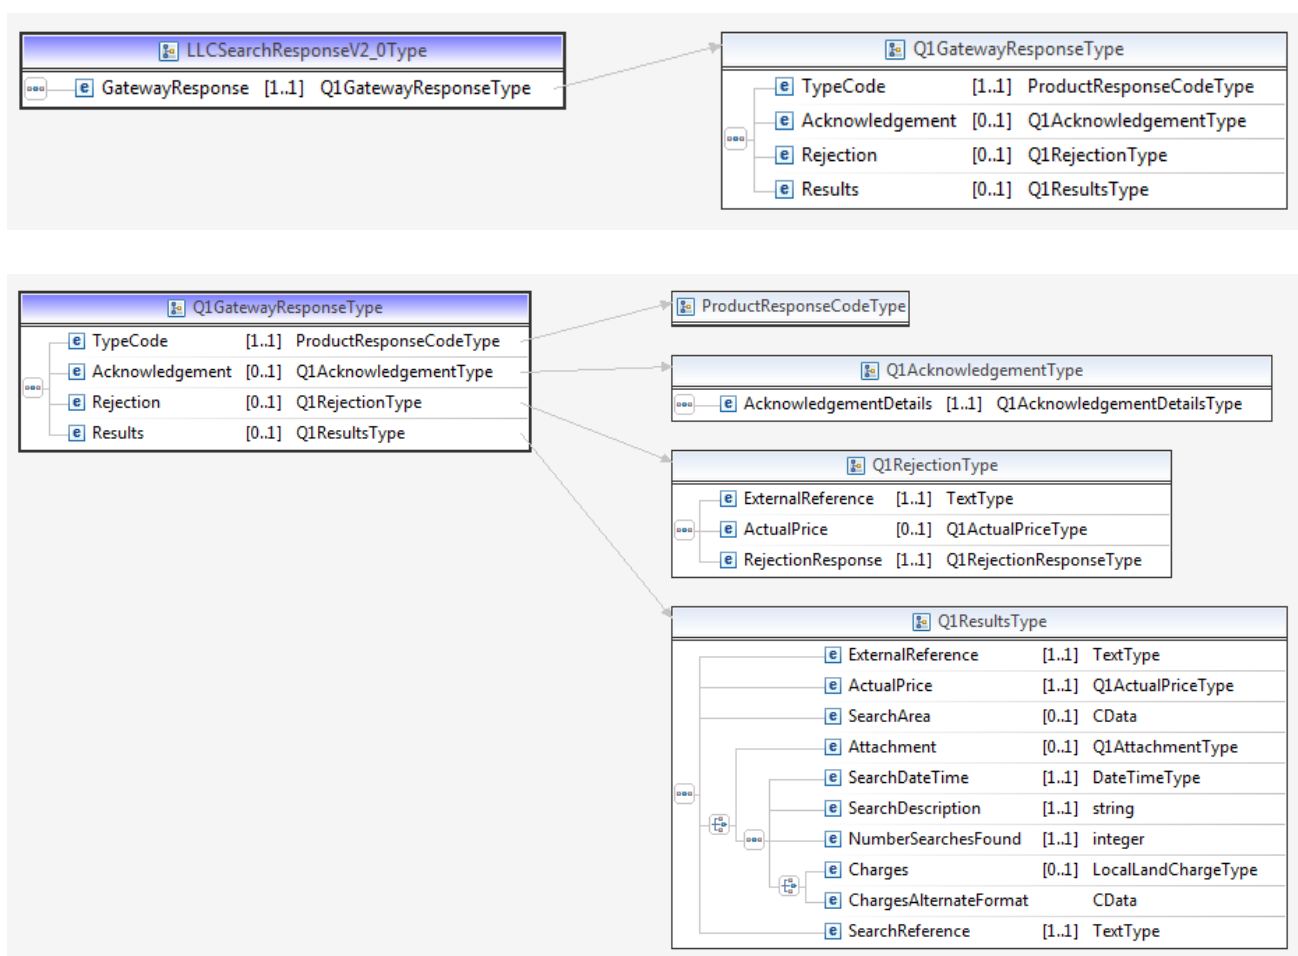 LLCSearchResponseV2_0Type
e GatewayResponse [1..1] Q1GatewayResponseType
Q1GatewayResponseType
e TypeCode [1..1] ProductResponseCodeType
e Acknowledgement [0..1] Q1AcknowledgementType
e Rejection [0..1] Q1RejectionType
e Results [0..1] Q1ResultsType
Q1GatewayResponseType
e TypeCode [1..1] ProductResponseCodeType
e Acknowledgement [0..1] Q1AcknowledgementType
e Rejection [0..1] Q1RejectionType
e Results [0..1] Q1ResultsType
ProductResponseCodeType
Q1AcknowledgementType
e AcknowledgementDetails [1..1] Q1AcknowledgementDetailsType
Q1RejectionType
e ExternalReference [1..1] TextType
e ActualPrice [0..1] Q1ActualPriceType
e RejectionResponse [1..1] Q1RejectionResponseType
Q1ResultsType
e ExternalReference [1..1] TextType
e ActualPrice [1..1] Q1ActualPriceType
e SearchArea [0..1] CData
e Attachment [0..1] Q1AttachmentType
e SearchDateTime [1..1] DateTimeType
e SearchDescription [1..1] string
e NumberSearchesFound [1..1] integer
e Charges [0..1] LocalLandChargeType
e ChargesAlternateFormat CData
e SearchReference [1..1] TextType